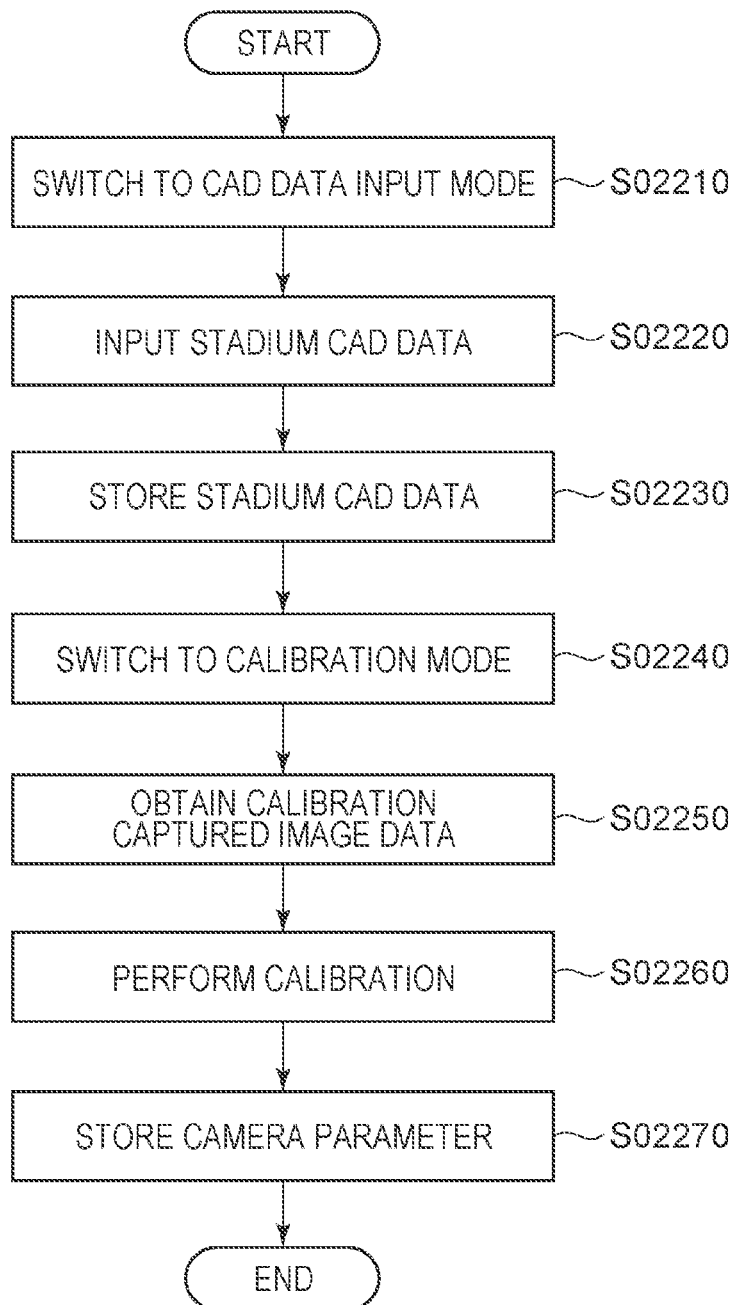 START
SWITCH TO CAD DATA INPUT MODE S02210
INPUT STADIUM CAD DATA S02220
STORE STADIUM CAD DATA S02230
SWITCH TO CALIBRATION MODE S02240
OBTAIN CALIBRATION
CAPTURED IMAGE DATA S02250
PERFORM CALIBRATION S02260
STORE CAMERA PARAMETER S02270
END